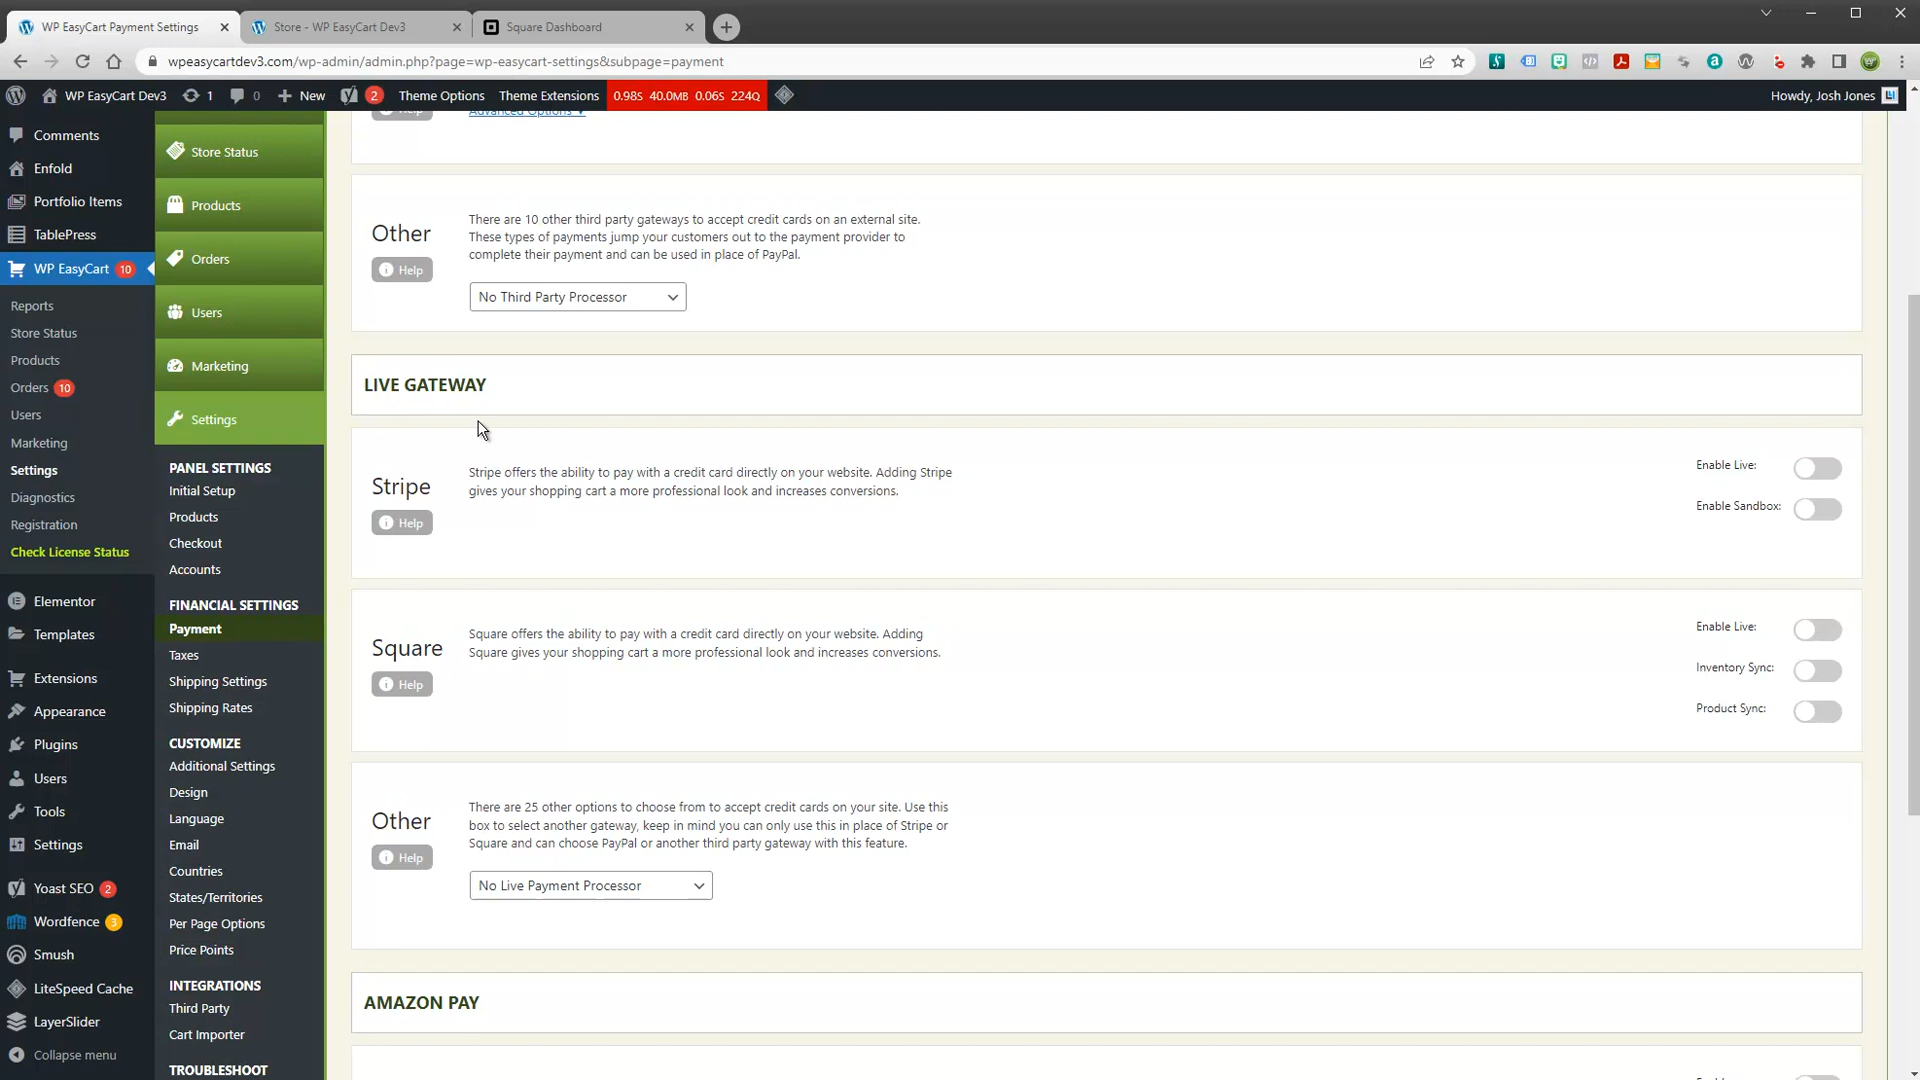 WP EasyCart Payment Settings
Store - WP EasyCart Dev3
Square Dashboard
wpeasycartdev3.com/wp-admin/admin.php?page=wp-easycart-settings&subpage=payment
WP EasyCart Dev3
1
0
New
2
Theme Options
Theme Extensions
0.98S 40.0MB 0.06S 224Q
Howdy, Josh Jones
Comments
Enfold
Portfolio Items
TablePress
WP EasyCart 10
Reports
Store Status
Products
Orders 10
Users
Marketing
Settings
Diagnostics
Registration
Check License Status
Elementor
Templates
Extensions
Appearance
Plugins
Users
Tools
Settings
Yoast SEO 2
Wordfence 3
Smush
LiteSpeed Cache
LayerSlider
Collapse menu
Store Status
Products
Orders
Users
Marketing
Settings
PANEL SETTINGS
Initial Setup
Products
Checkout
Accounts
FINANCIAL SETTINGS
Payment
Taxes
Shipping Settings
Shipping Rates
CUSTOMIZE
Additional Settings
Design
Language
Email
Countries
States/Territories
Per Page Options
Price Points
INTEGRATIONS
Third Party
Cart Importer
TROUBLESHOOT
Help
Advanced Options
Other
Help
There are 10 other third party gateways to accept credit cards on an external site.
These types of payments jump your customers out to the payment provider to
complete their payment and can be used in place of PayPal.
No Third Party Processor
LIVE GATEWAY
Stripe
Help
Stripe offers the ability to pay with a credit card directly on your website. Adding Stripe
gives your shopping cart a more professional look and increases conversions.
Enable Live:
Enable Sandbox:
Square
Help
Square offers the ability to pay with a credit card directly on your website. Adding
Square gives your shopping cart a more professional look and increases conversions.
Enable Live:
Inventory Sync:
Product Sync:
Other
Help
There are 25 other options to choose from to accept credit cards on your site. Use this
box to select another gateway, keep in mind you can only use this in place of Stripe or
Square and can choose PayPal or another third party gateway with this feature.
No Live Payment Processor
AMAZON PAY